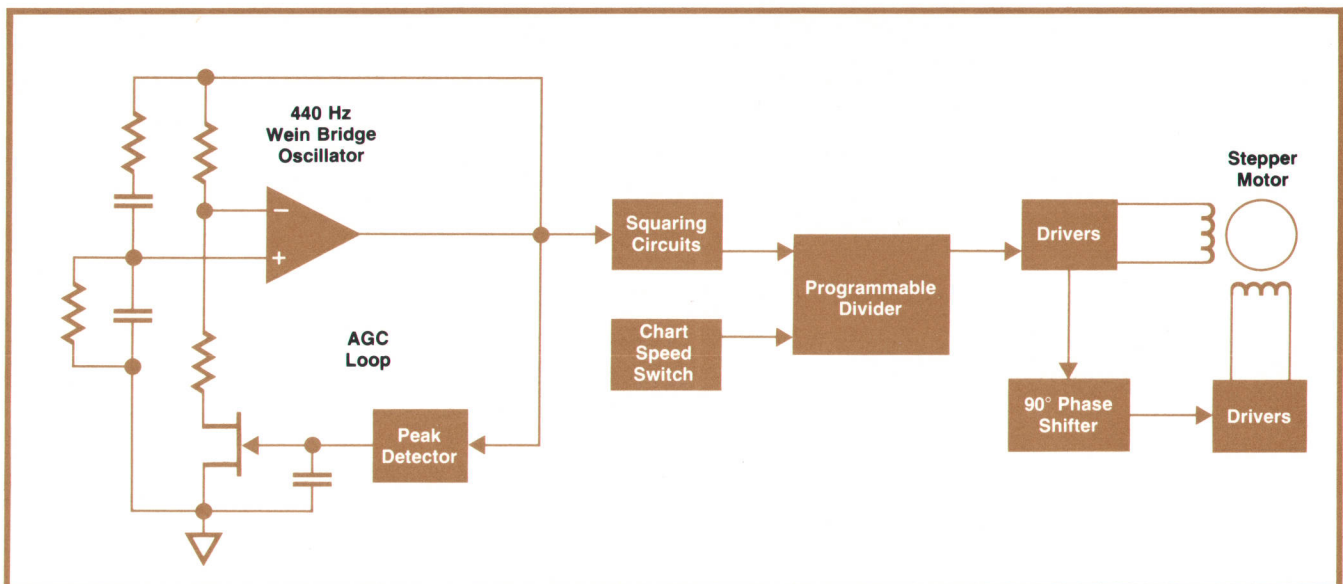 440 Hz
Wein Bridge
Oscillator
−
+
AGC
Loop
Peak
Detector
Squaring
Circuits
Chart
Speed
Switch
Programmable
Divider
Drivers
Stepper
Motor
90° Phase
Shifter
Drivers